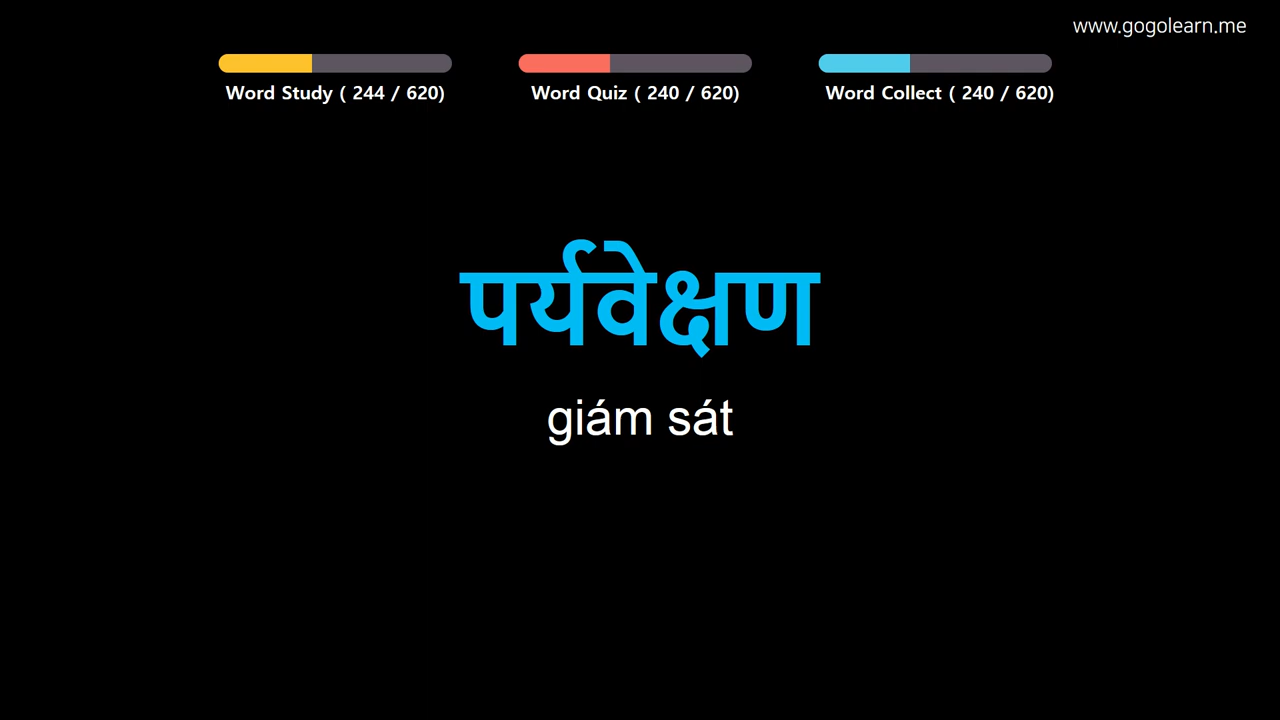 www.gogolearn.me
Word Study ( 244 / 620)
Word Quiz ( 240 / 620)
Word Collect ( 240 / 620)
पर्यवेक्षण
giám sát